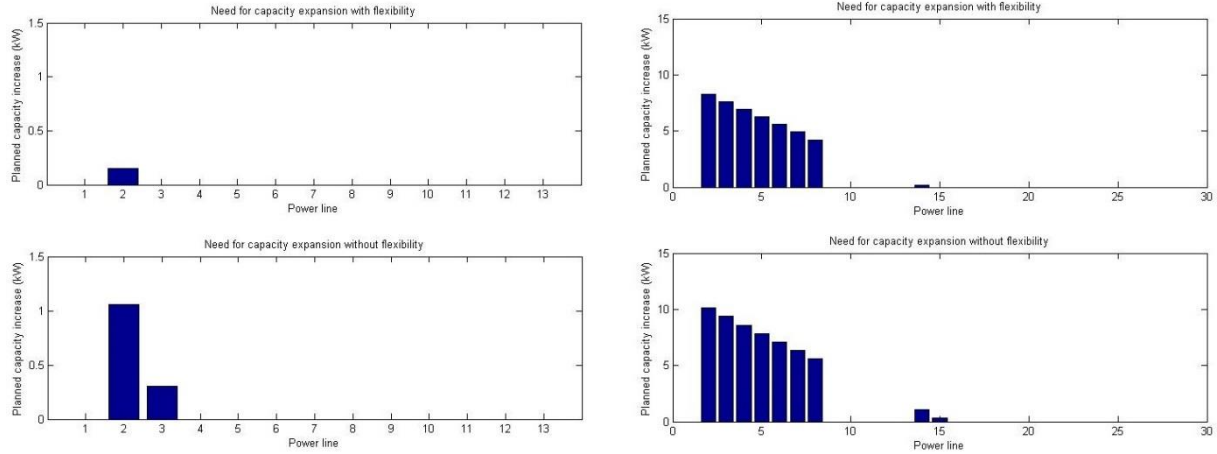 Need for capacity expansion with flexibility
Planned capacity increase (kW)
1.5
1
0.5
0
1 2 3 4 5 6 7 8 9 10 11 12 13
Power line
Need for capacity expansion with flexibility
Planned capacity increase (kW)
15
10
5
0
0 5 10 15 20 25 30
Power line
Need for capacity expansion without flexibility
Planned capacity increase (kW)
1.5
1
0.5
0
1 2 3 4 5 6 7 8 9 10 11 12 13
Power line
Need for capacity expansion without flexibility
Planned capacity increase (kW)
15
10
5
0
0 5 10 15 20 25 30
Power line